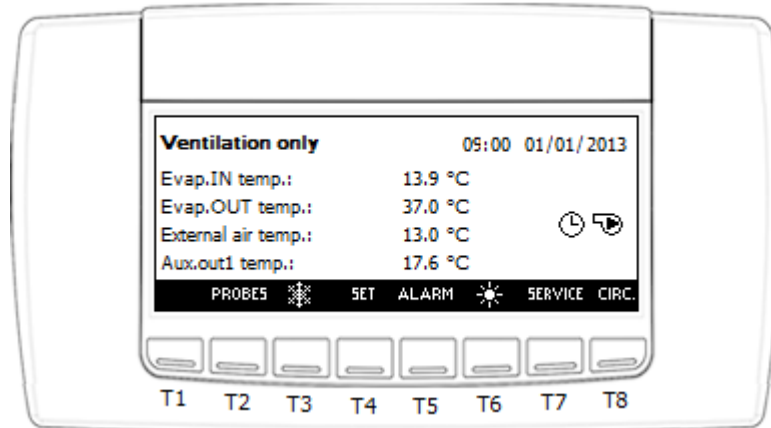 Ventilation only 09:00 01/01/2013
Evap.IN temp.: 13.9 °C
Evap.OUT temp.: 37.0 °C
External air temp.: 13.0 °C
Aux.out1 temp.: 17.6 °C
PROBES SET ALARM SERVICE CIRC.
T1 T2 T3 T4 T5 T6 T7 T8